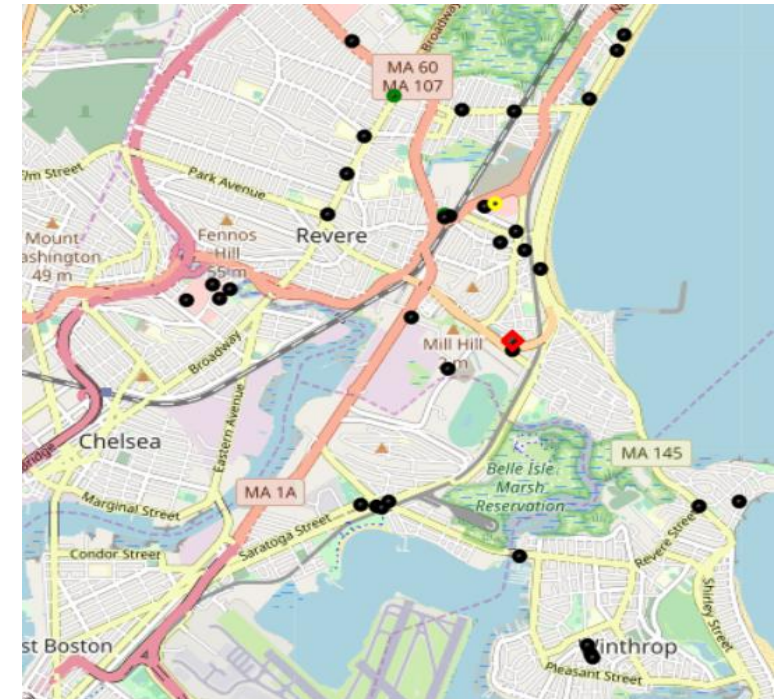 Broadway
MA 60
MA 107
m Street
Park Avenue
Revere
Fennos
Hill
55 m
Mount
ashington
49 m
Broadway
Mill Hill
Chelsea
Eastern Avenue
MA 145
Belle Isle
Marsh
Reservation
MA 1A
Marginal Street
Saratoga Street
Condor Street
Revere Street
Shirley Street
st Boston
Winthrop
Pleasant Street